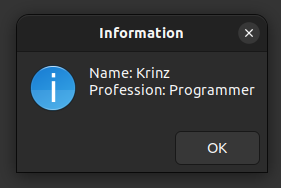 Information
Name: Krinz
Profession: Programmer
OK